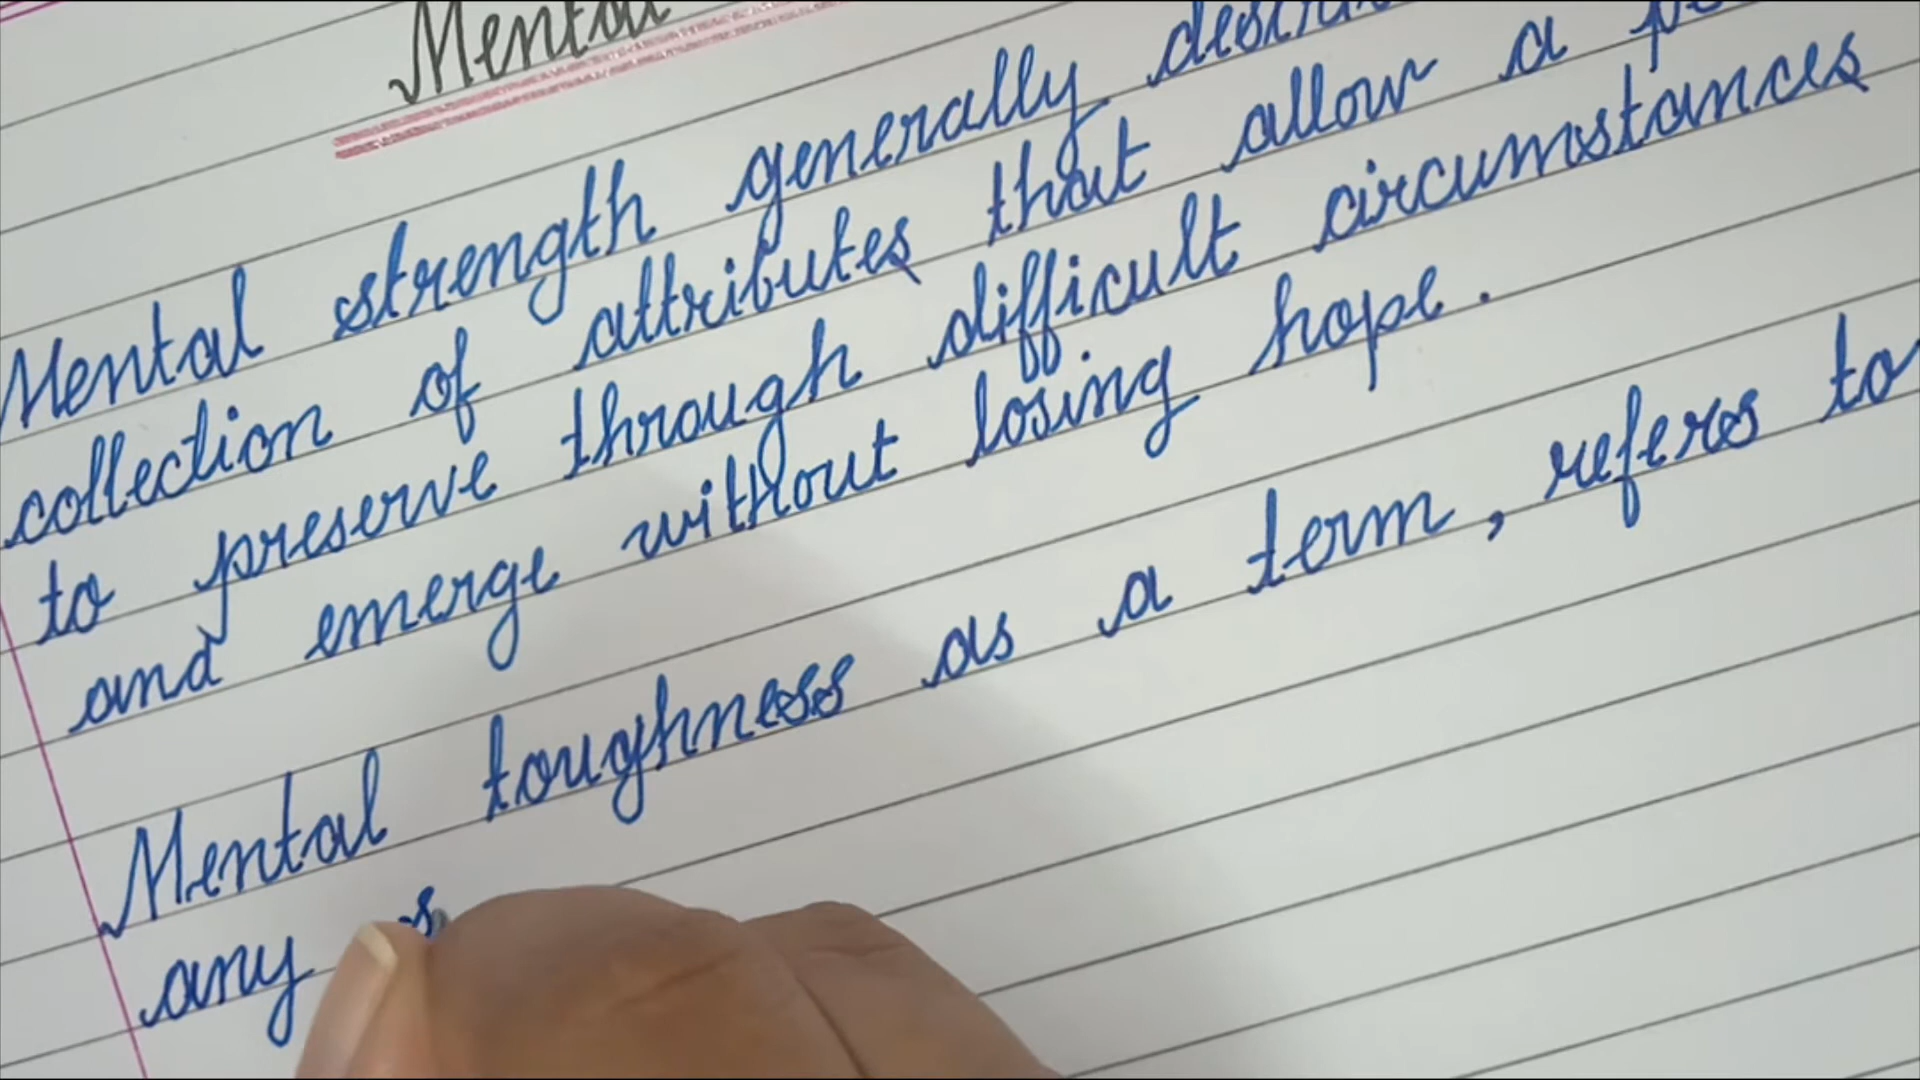 Mental
Mental strength generally
collection of attributes that allow a
to preserve through difficult circumstances
and emerge without losing hope.
Mental toughness as a term, refers to
any s